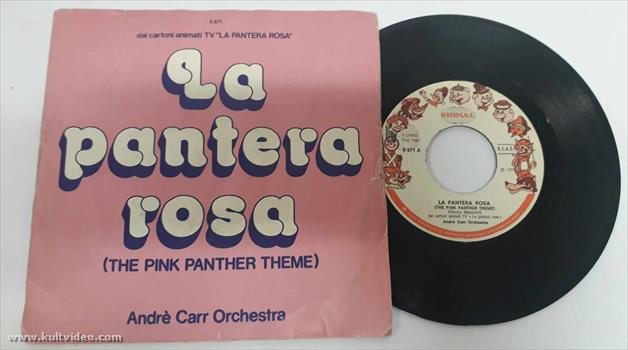 S 671
dai cartoni animati TV "LA PANTERA ROSA"
La
pantera
rosa
(THE PINK PANTHER THEME)
Andrè Carr Orchestra
SIGNAL
S 671 A
S.I.A.E.
LA PANTERA ROSA
(THE PINK PANTHER THEME)
(Henry Mancini)
dai cartoni animati TV « La pantera rosa »
Andrè Carr Orchestra
www.kultvideo.com